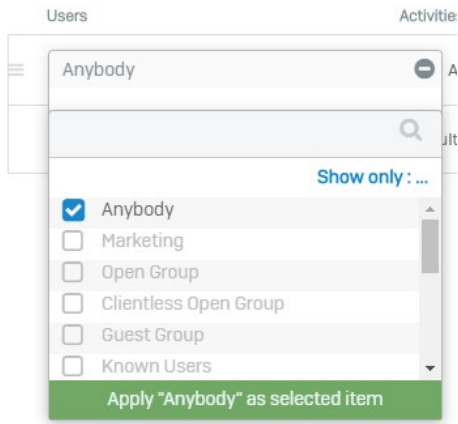 Users Activities
Anybody A
ult
Show only : ...
Anybody
Marketing
Open Group
Clientless Open Group
Guest Group
Known Users
Apply "Anybody" as selected item